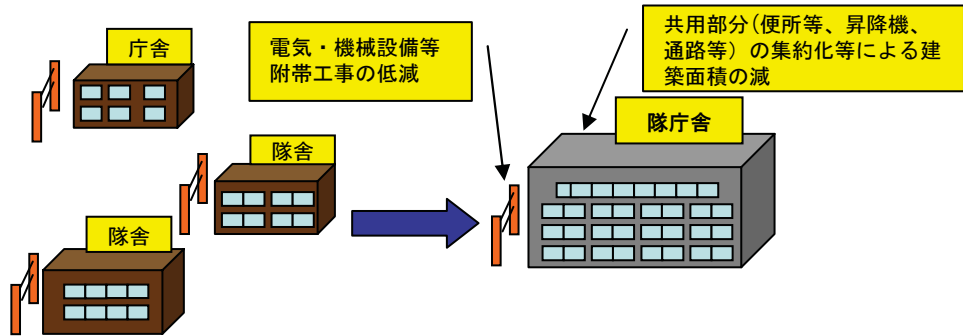 庁舎
電気・機械設備等
附帯工事の低減
共用部分（便所等、昇降機、
通路等）の集約化等による建
築面積の減
隊庁舎
隊舎
隊舎